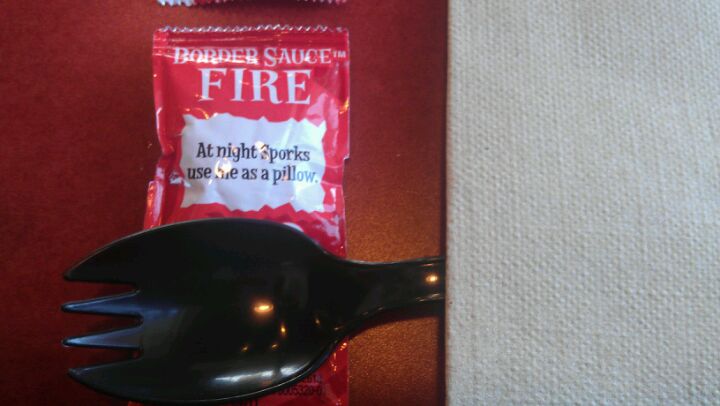 BORDER SAUCE™
FIRE
At night Sporks
use me as a pillow.